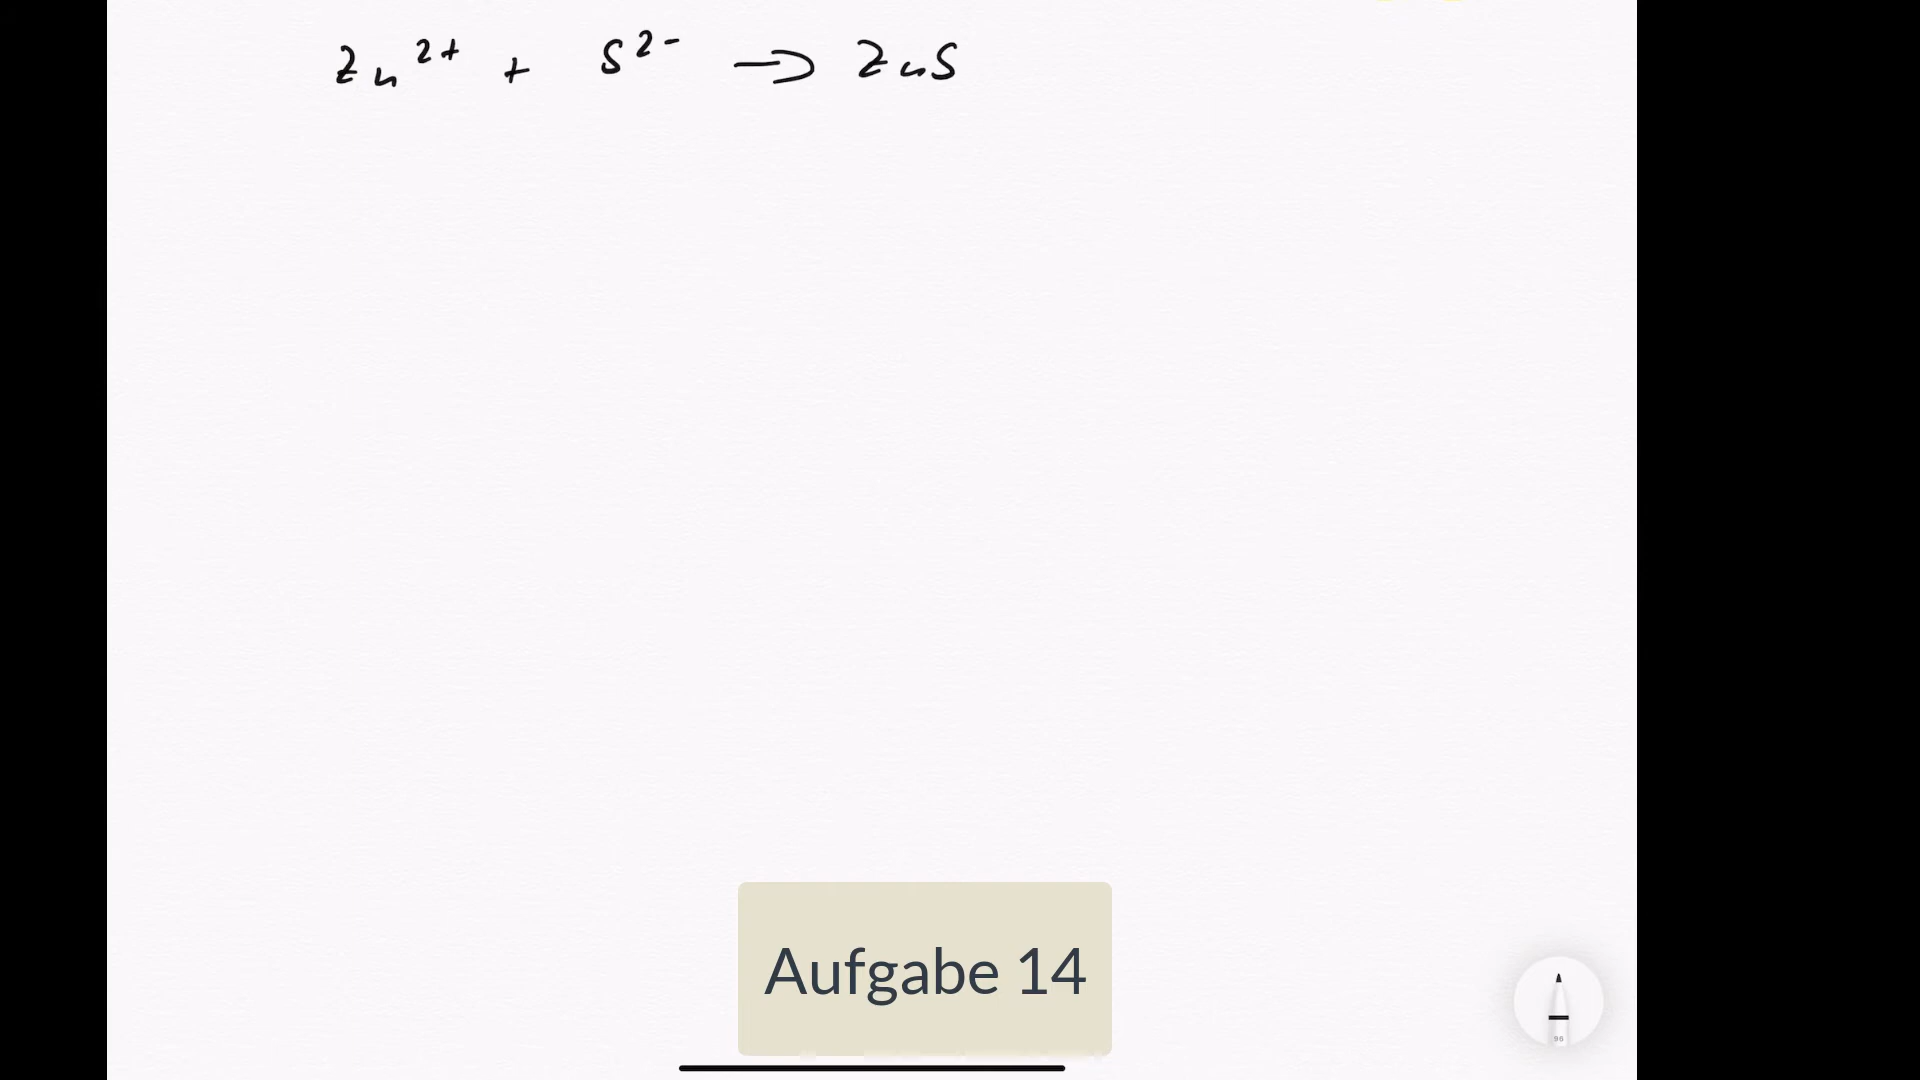 Zn²⁺ + S²⁻ → ZnS
Aufgabe 14